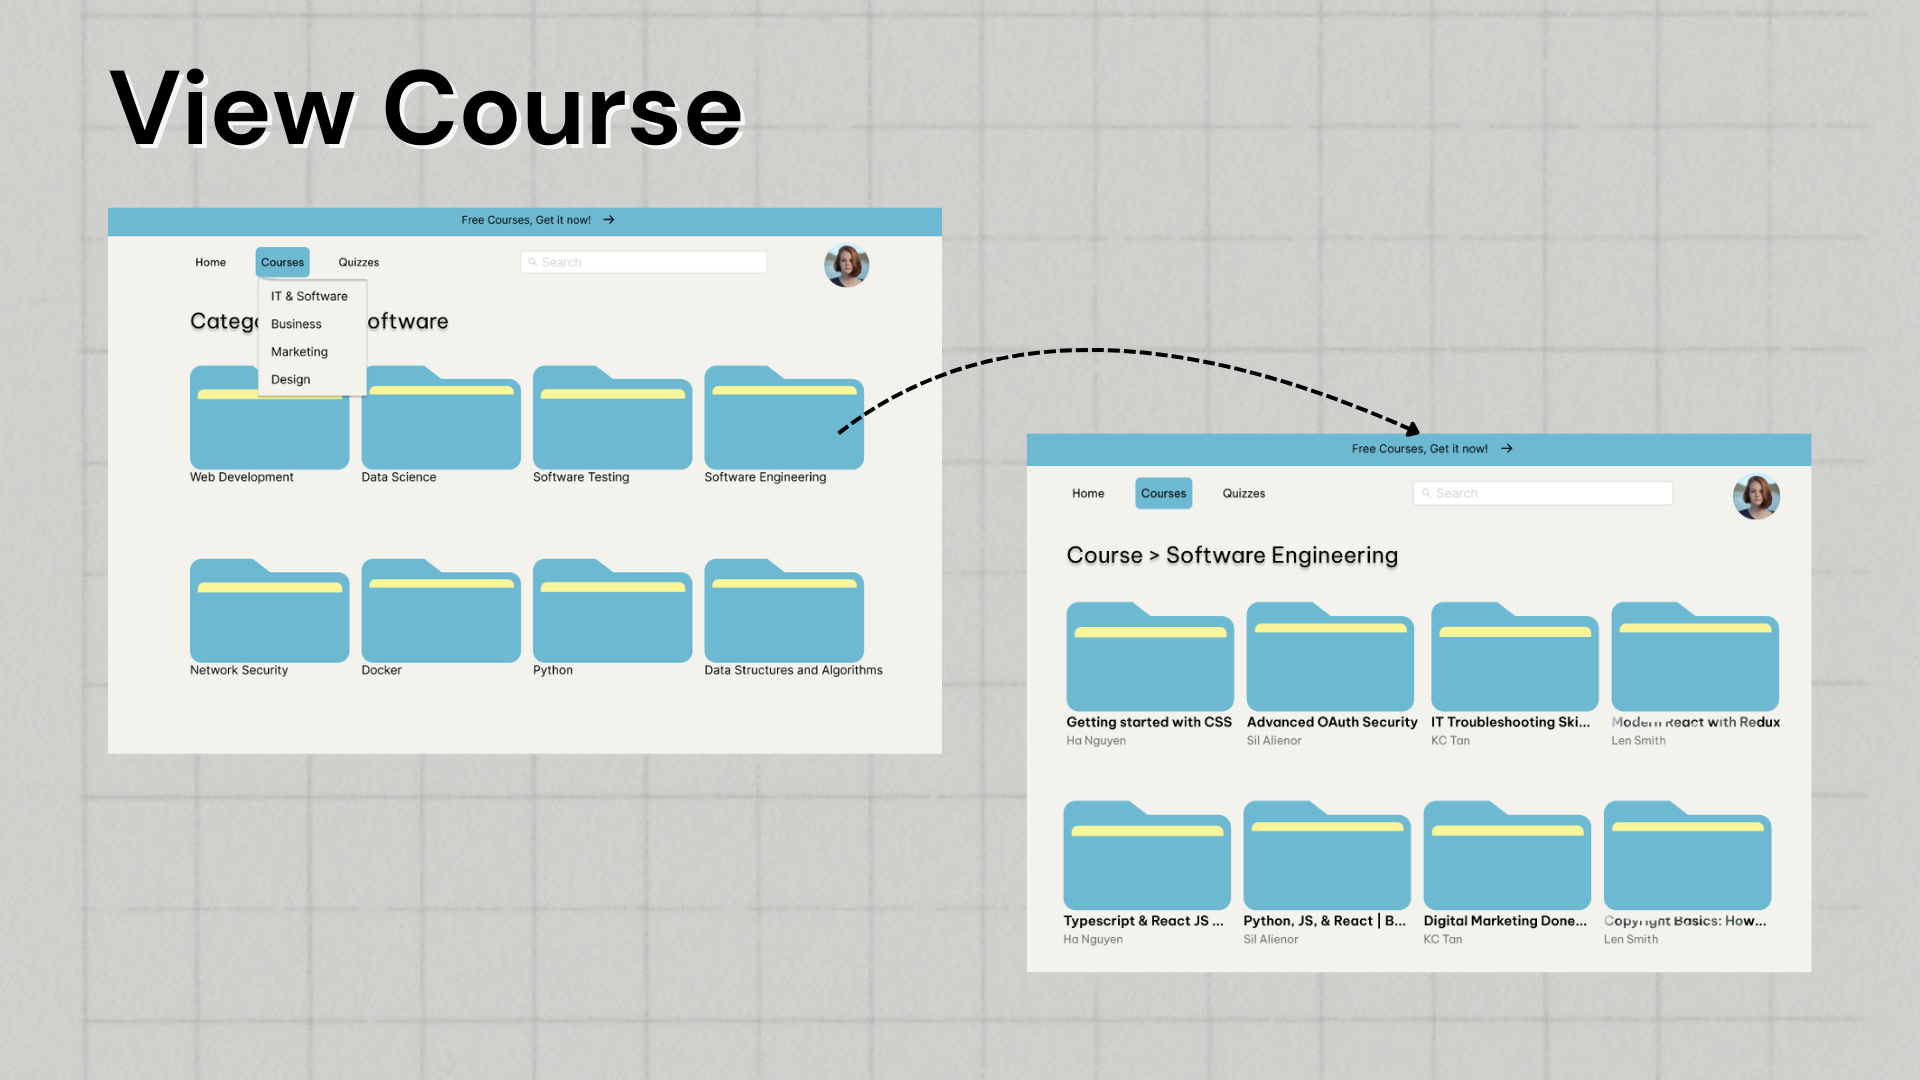 View Course
Free Courses, Get it now! →
Home Courses Quizzes Search
IT & Software
Business
Marketing
Design
Catego oftware
Web Development Data Science Software Testing Software Engineering
Network Security Docker Python Data Structures and Algorithms
Free Courses, Get it now! →
Home Courses Quizzes Search
Course > Software Engineering
Getting started with CSS Advanced OAuth Security IT Troubleshooting Ski... Modern React with Redux
Ha Nguyen Sil Alienor KC Tan Len Smith
Typescript & React JS ... Python, JS, & React | B... Digital Marketing Done... Copyright Basics: How...
Ha Nguyen Sil Alienor KC Tan Len Smith